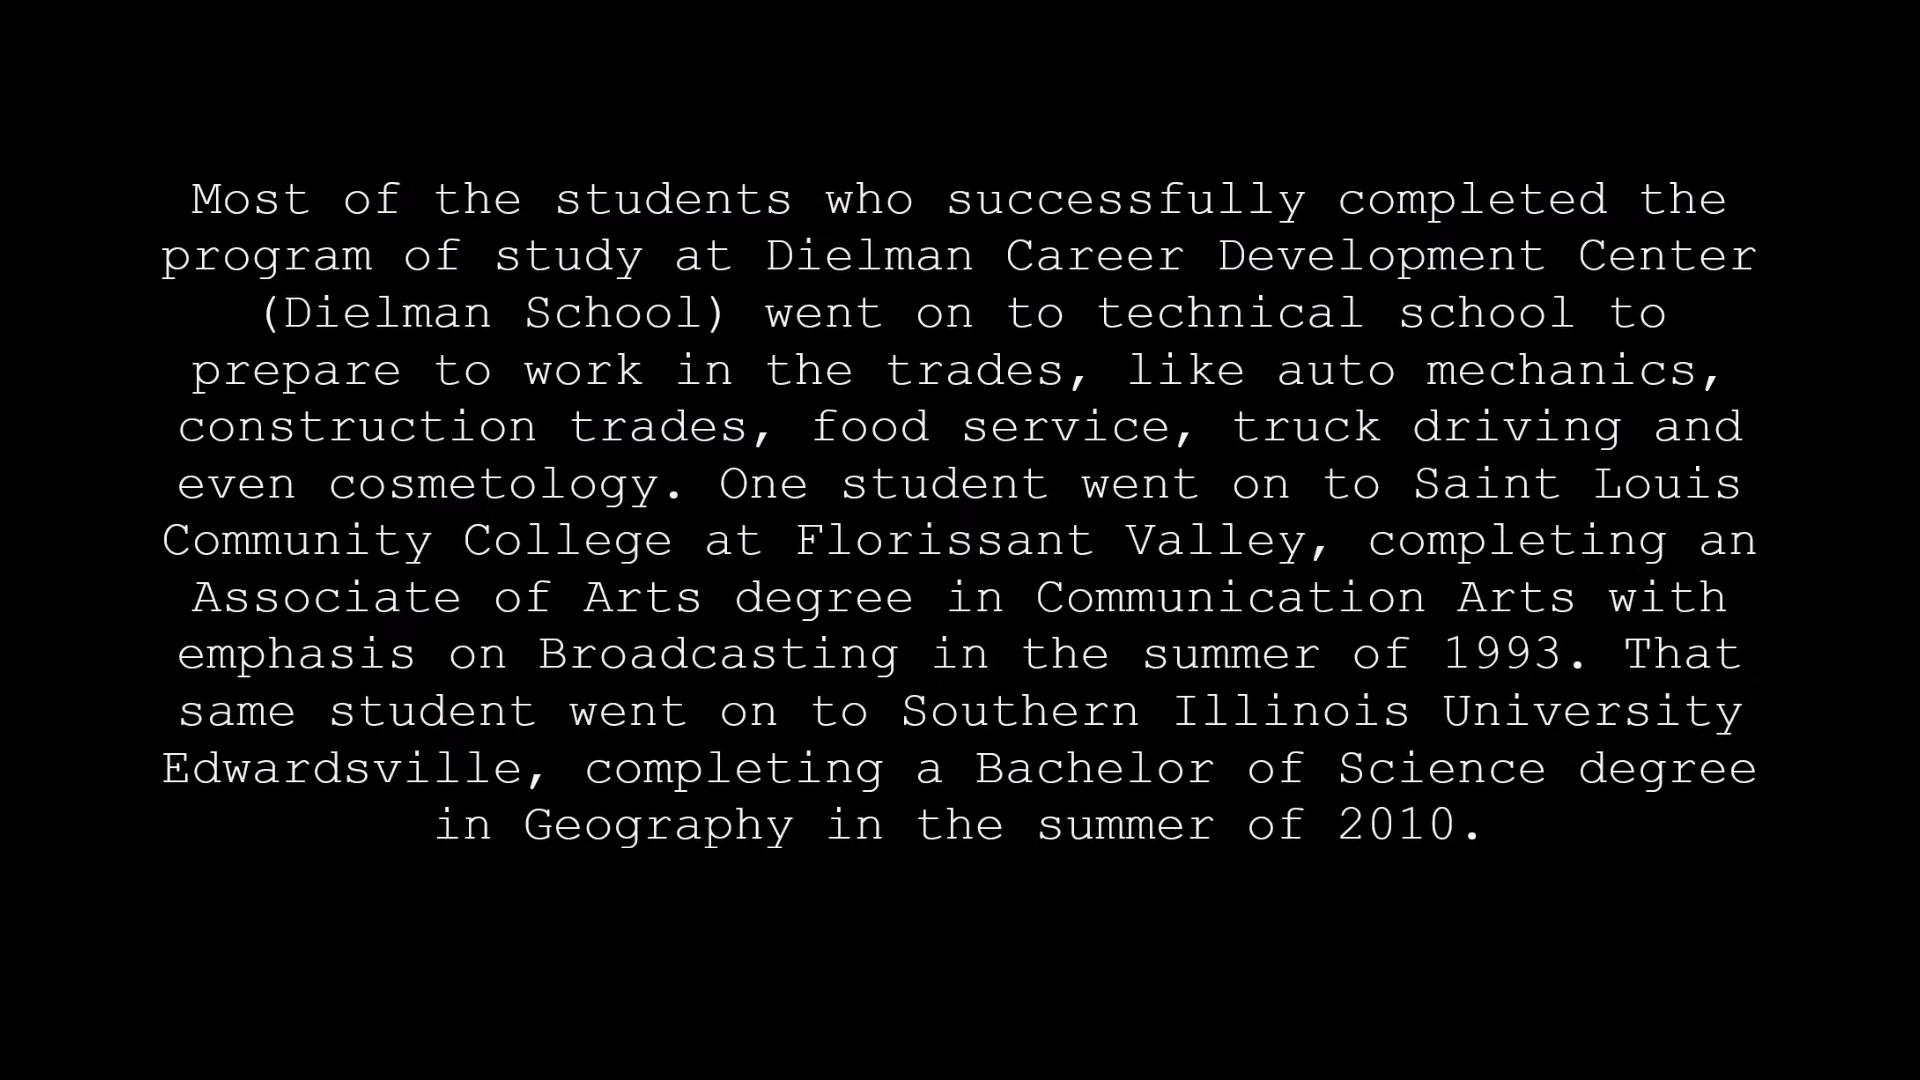 Most of the students who successfully completed the
program of study at Dielman Career Development Center
(Dielman School) went on to technical school to
prepare to work in the trades, like auto mechanics,
construction trades, food service, truck driving and
even cosmetology. One student went on to Saint Louis
Community College at Florissant Valley, completing an
Associate of Arts degree in Communication Arts with
emphasis on Broadcasting in the summer of 1993. That
same student went on to Southern Illinois University
Edwardsville, completing a Bachelor of Science degree
in Geography in the summer of 2010.